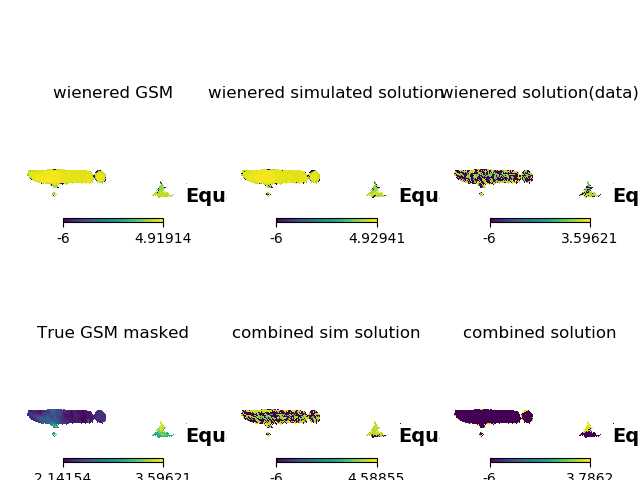 wienered GSM
wienered simulated solution
wienered solution(data)
Equ
Equ
Eq
-6 4.91914
-6 4.92941
-6 3.59621
True GSM masked
combined sim solution
combined solution
Equ
Equ
Eq
2.14154 3.59621
-6 4.58855
-6 3.7862